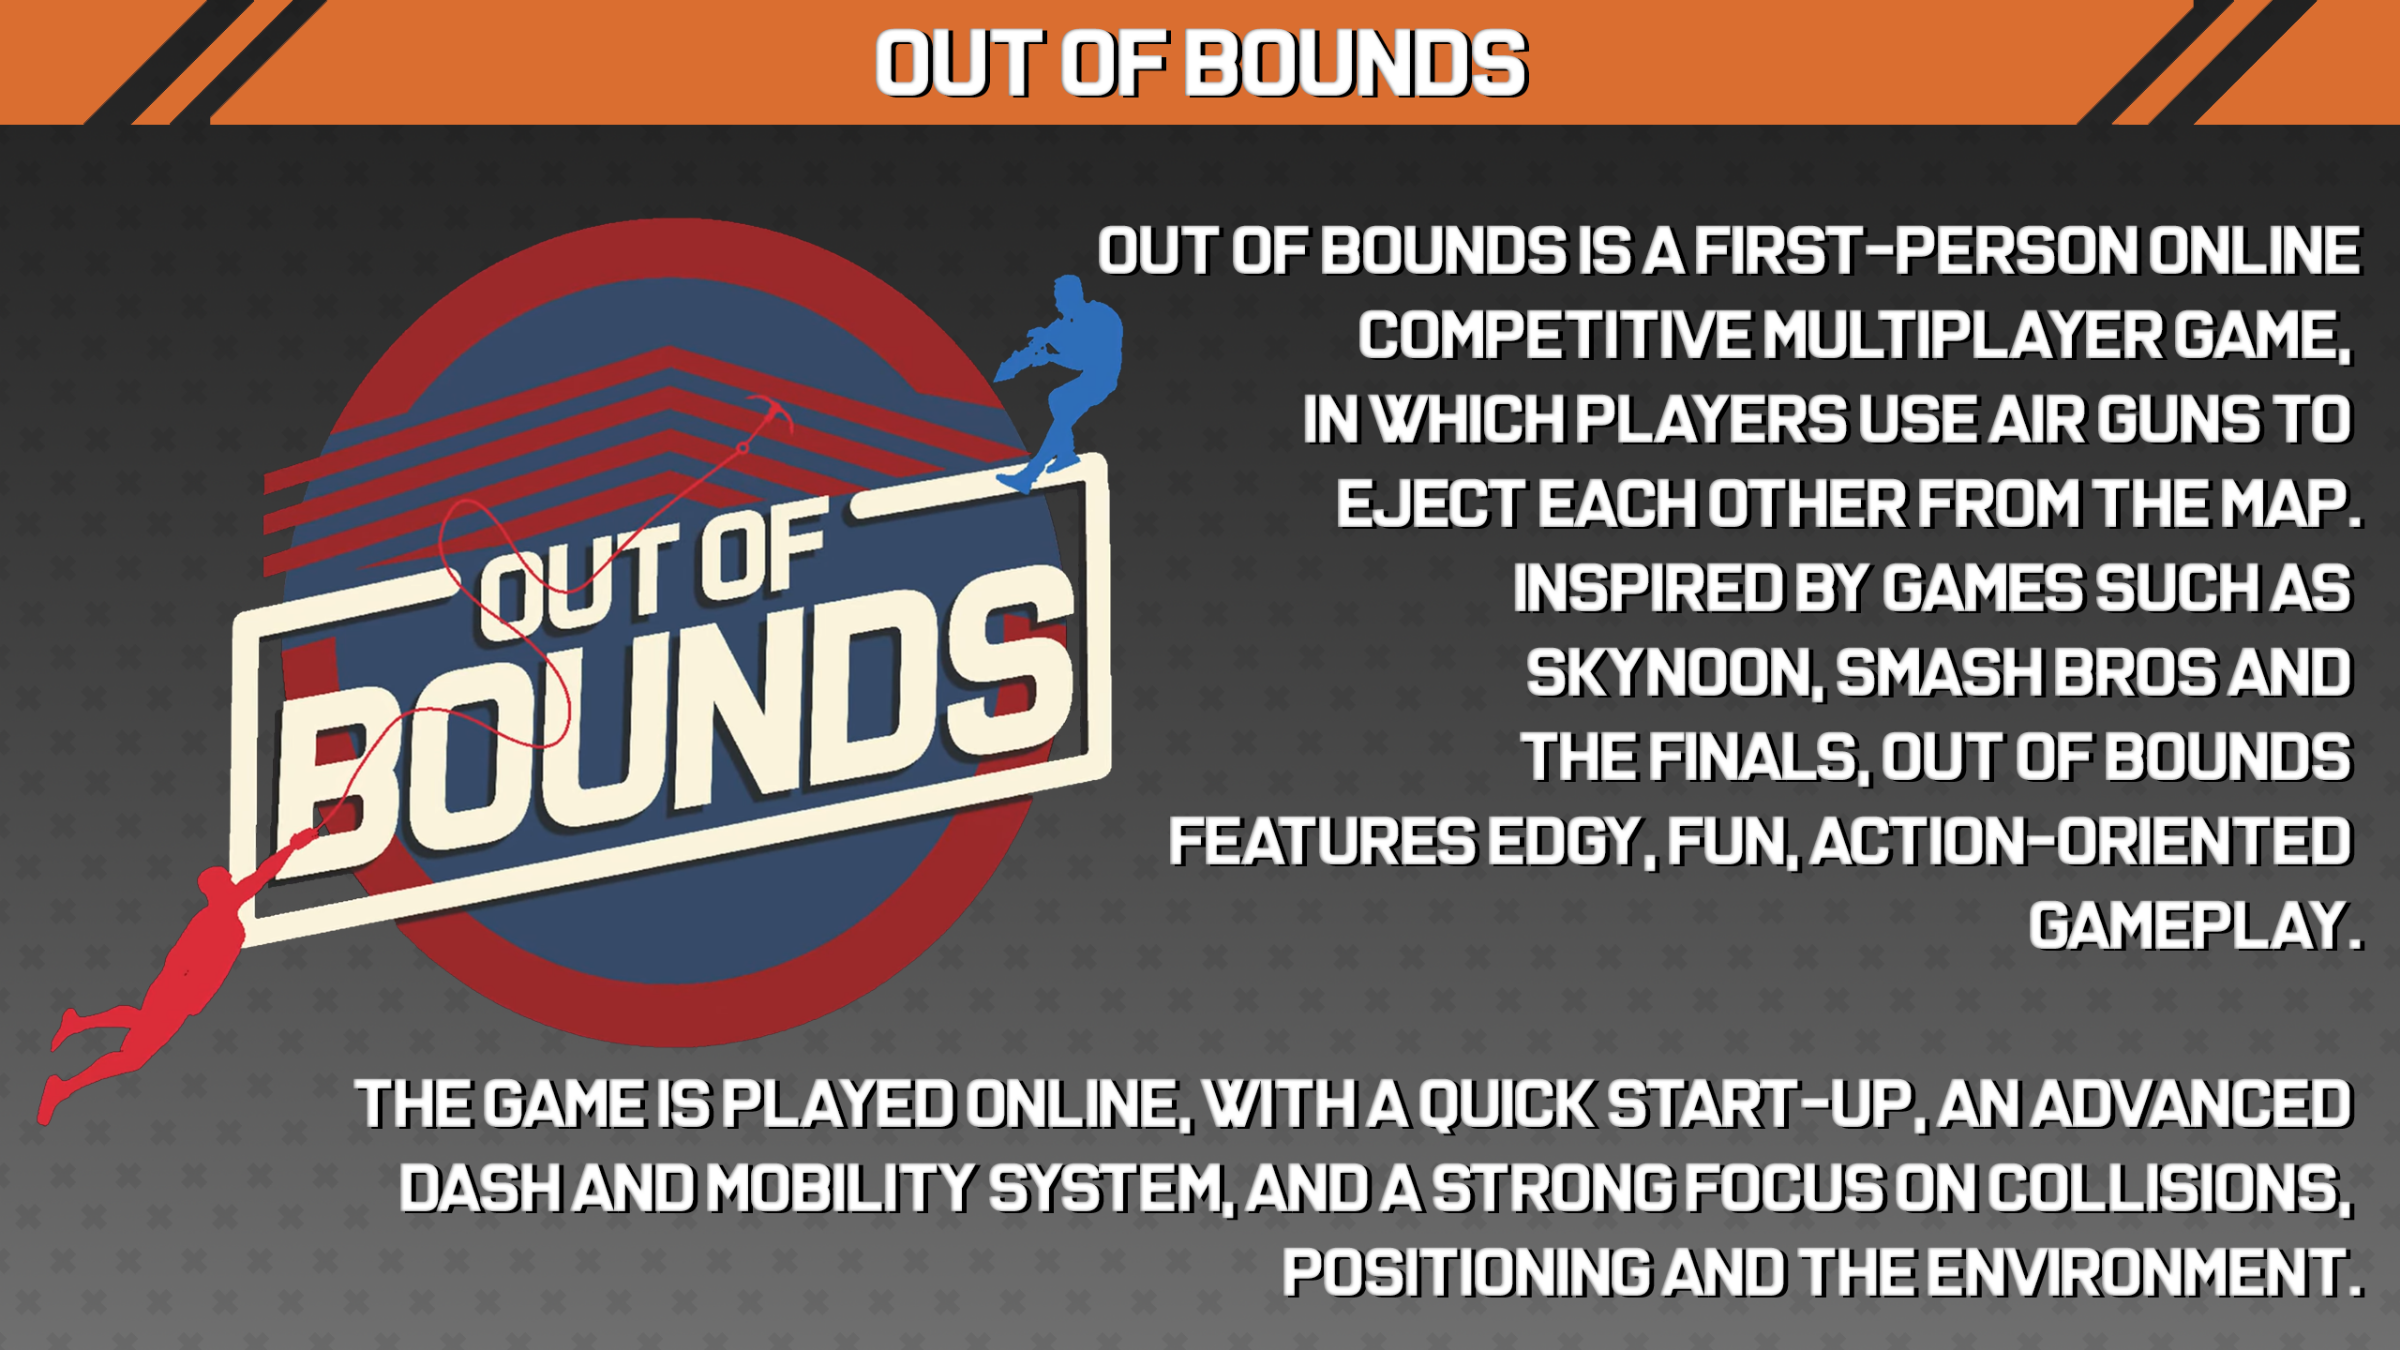 OUT OF BOUNDS
OUT OF BOUNDS IS A FIRST-PERSON ONLINE
COMPETITIVE MULTIPLAYER GAME,
IN WHICH PLAYERS USE AIR GUNS TO
EJECT EACH OTHER FROM THE MAP.
INSPIRED BY GAMES SUCH AS
SKYNOON, SMASH BROS AND
THE FINALS, OUT OF BOUNDS
FEATURES EDGY, FUN, ACTION-ORIENTED
GAMEPLAY.
OUT OF
BOUNDS
THE GAME IS PLAYED ONLINE, WITH A QUICK START-UP, AN ADVANCED
DASH AND MOBILITY SYSTEM, AND A STRONG FOCUS ON COLLISIONS,
POSITIONING AND THE ENVIRONMENT.